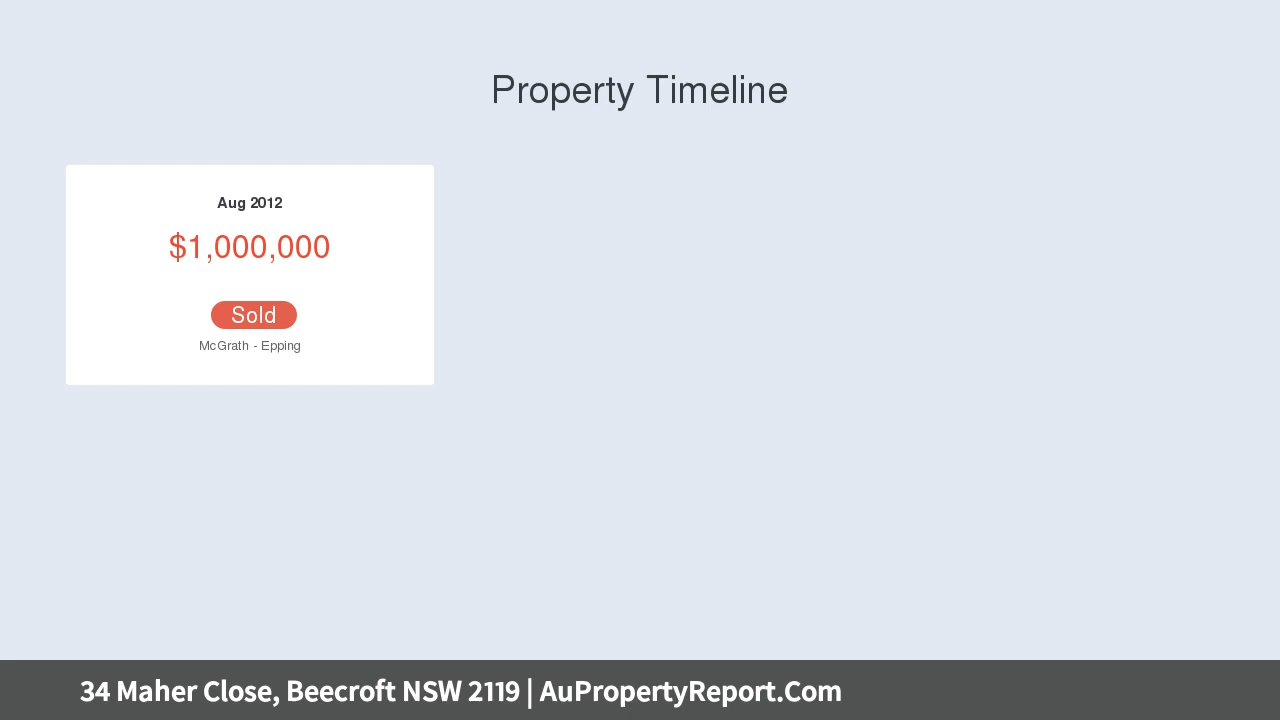 Property Timeline
Aug 2012
$1,000,000
Sold
McGrath - Epping
34 Maher Close, Beecroft NSW 2119 | AuPropertyReport.Com